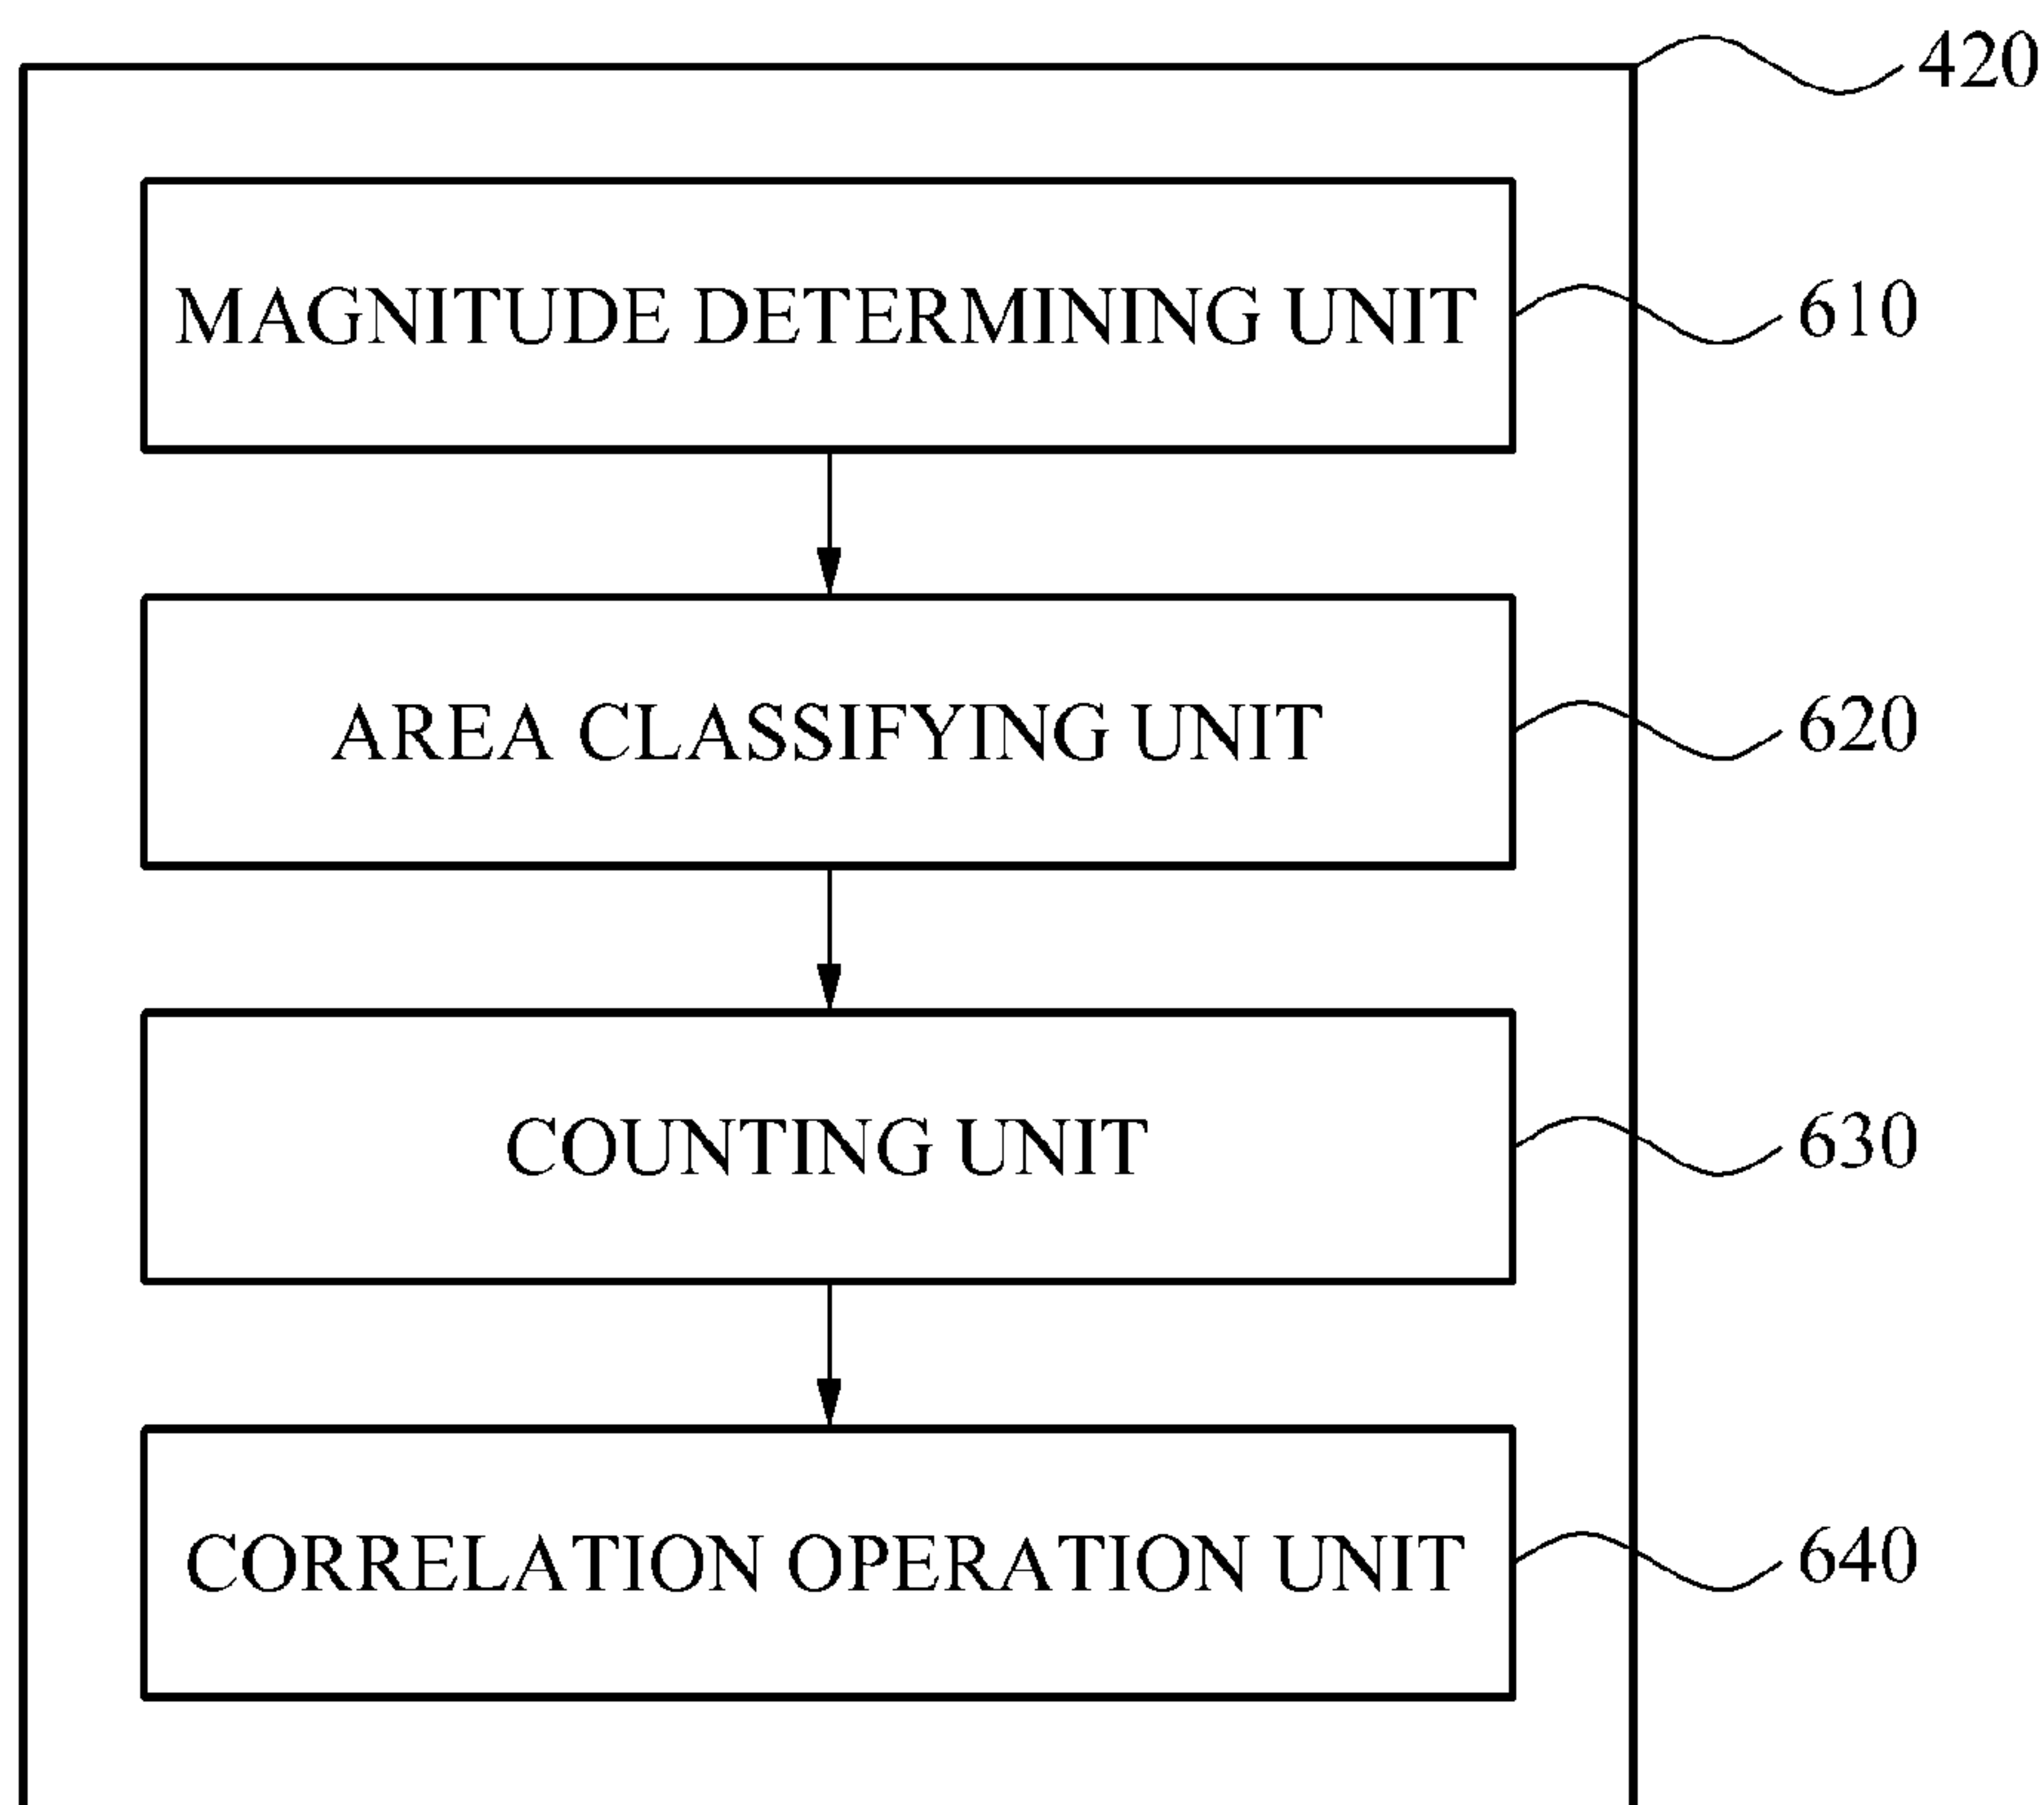 420
MAGNITUDE DETERMINING UNIT
610
AREA CLASSIFYING UNIT
620
COUNTING UNIT
630
CORRELATION OPERATION UNIT
640